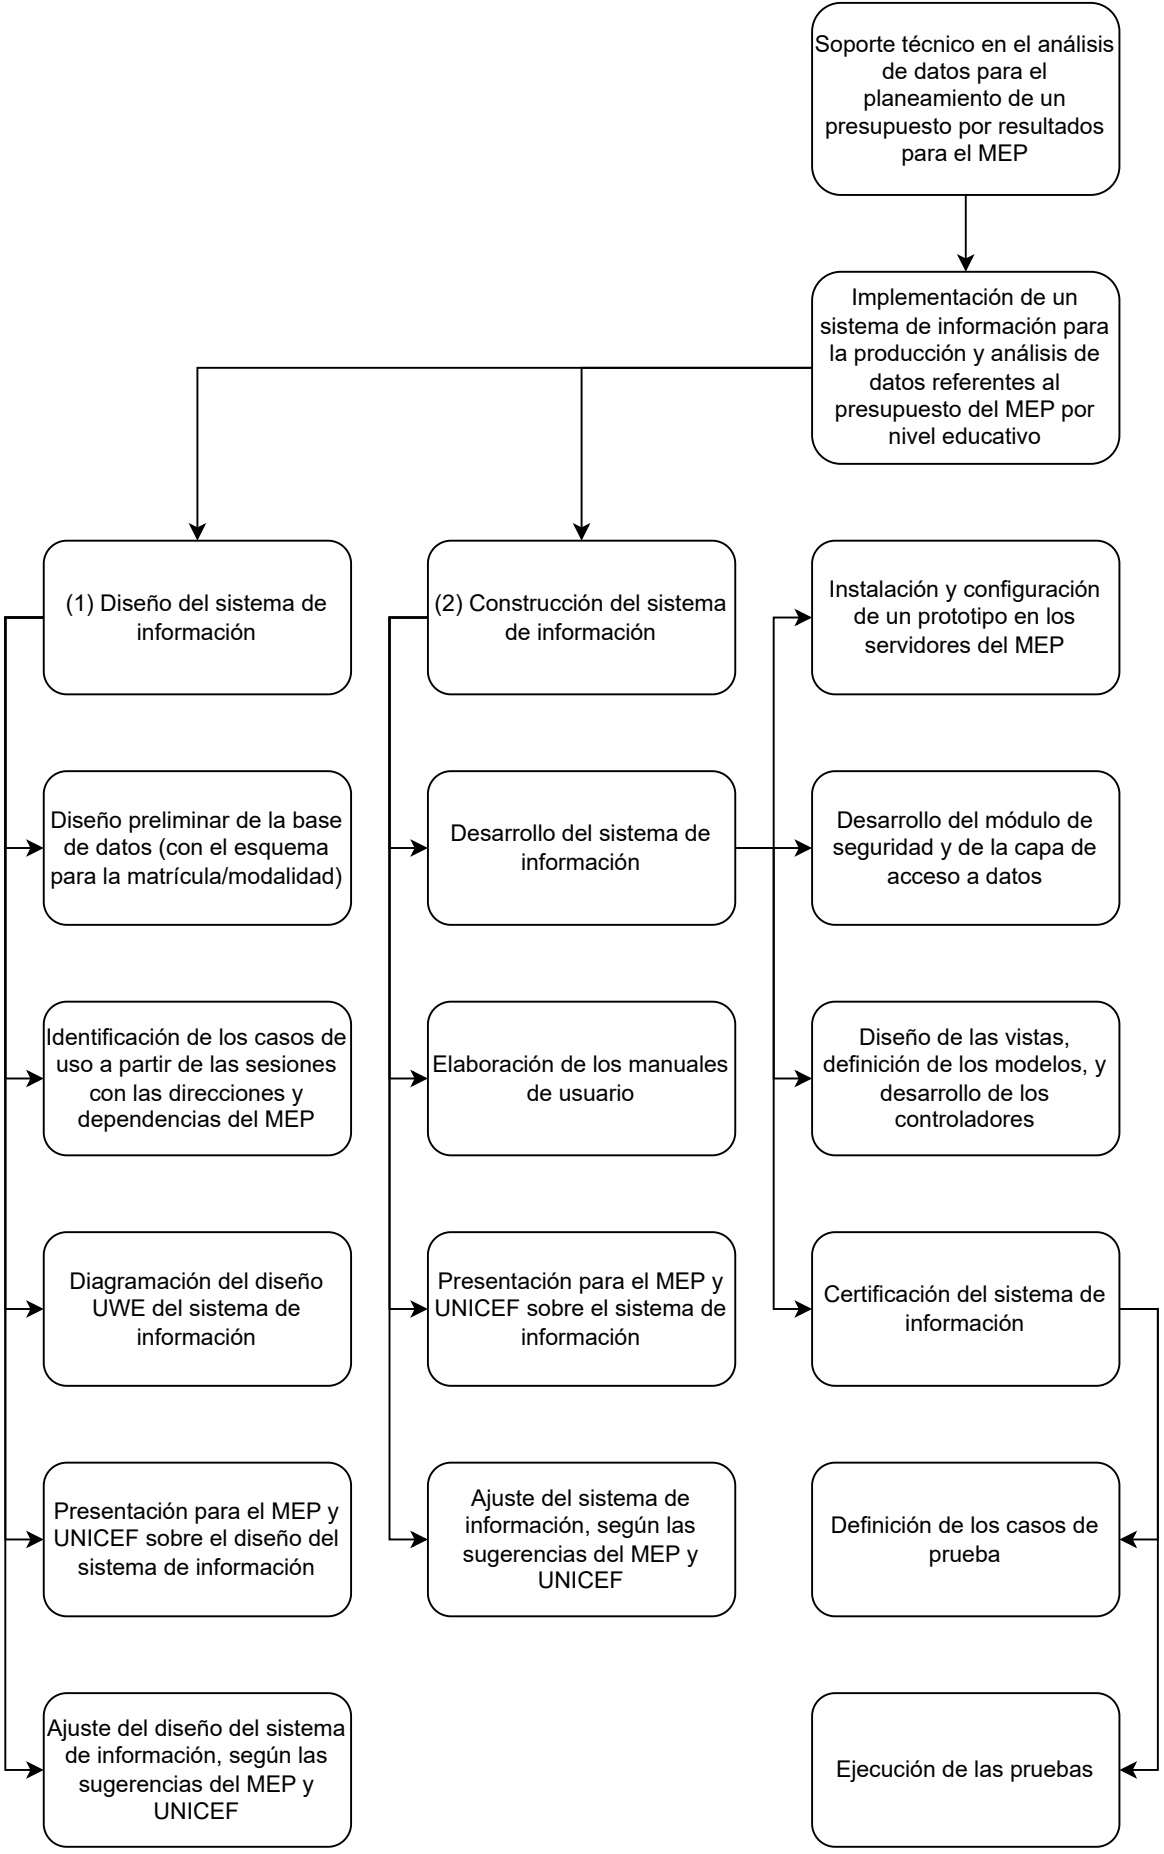 Soporte técnico en el análisis
de datos para el
planeamiento de un
presupuesto por resultados
para el MEP
Implementación de un
sistema de información para
la producción y análisis de
datos referentes al
presupuesto del MEP por
nivel educativo
(1) Diseño del sistema de
información
Diseño preliminar de la base
de datos (con el esquema
para la matrícula/modalidad)
Identificación de los casos de
uso a partir de las sesiones
con las direcciones y
dependencias del MEP
Diagramación del diseño
UWE del sistema de
información
Presentación para el MEP y
UNICEF sobre el diseño del
sistema de información
Ajuste del diseño del sistema
de información, según las
sugerencias del MEP y
UNICEF
(2) Construcción del sistema
de información
Desarrollo del sistema de
información
Elaboración de los manuales
de usuario
Presentación para el MEP y
UNICEF sobre el sistema de
información
Ajuste del sistema de
información, según las
sugerencias del MEP y
UNICEF
Instalación y configuración
de un prototipo en los
servidores del MEP
Desarrollo del módulo de
seguridad y de la capa de
acceso a datos
Diseño de las vistas,
definición de los modelos, y
desarrollo de los
controladores
Certificación del sistema de
información
Definición de los casos de
prueba
Ejecución de las pruebas